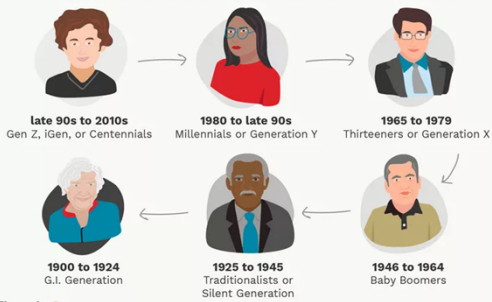 late 90s to 2010s
Gen Z, iGen, or Centennials
1980 to late 90s
Millennials or Generation Y
1965 to 1979
Thirteeners or Generation X
1900 to 1924
G.I. Generation
1925 to 1945
Traditionalists or
Silent Generation
1946 to 1964
Baby Boomers